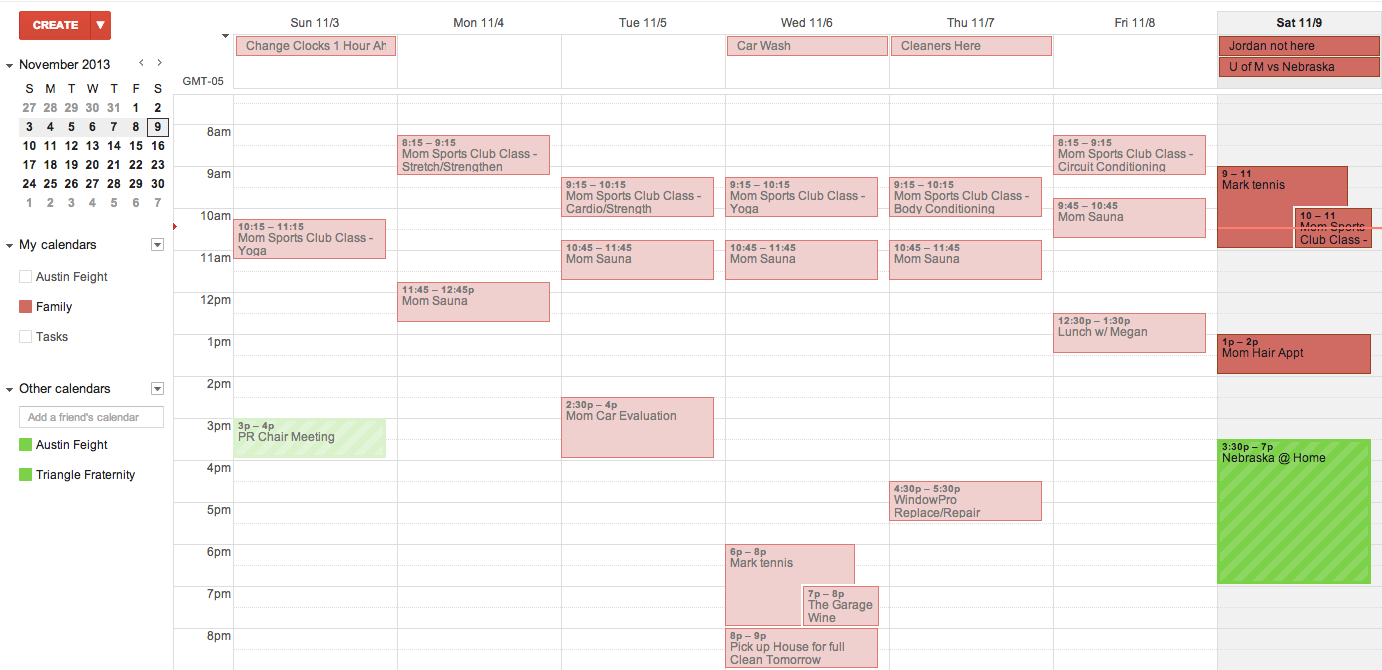 CREATE
November 2013
S M T W T F S
27 28 29 30 31 1 2
3 4 5 6 7 8 9
10 11 12 13 14 15 16
17 18 19 20 21 22 23
24 25 26 27 28 29 30
1 2 3 4 5 6 7
My calendars
Austin Feight
Family
Tasks
Other calendars
Add a friend's calendar
Austin Feight
Triangle Fraternity
Sun 11/3
Mon 11/4
Tue 11/5
Wed 11/6
Thu 11/7
Fri 11/8
Sat 11/9
GMT-05
Change Clocks 1 Hour Ah
Car Wash
Cleaners Here
Jordan not here
U of M vs Nebraska
8am
9am
10am
11am
12pm
1pm
2pm
3pm
4pm
5pm
6pm
7pm
8pm
10:15 – 11:15
Mom Sports Club Class -
Yoga
3p – 4p
PR Chair Meeting
8:15 – 9:15
Mom Sports Club Class -
Stretch/Strengthen
11:45 – 12:45p
Mom Sauna
9:15 – 10:15
Mom Sports Club Class -
Cardio/Strength
10:45 – 11:45
Mom Sauna
2:30p – 4p
Mom Car Evaluation
9:15 – 10:15
Mom Sports Club Class -
Yoga
10:45 – 11:45
Mom Sauna
6p – 8p
Mark tennis
7p – 8p
The Garage
Wine
8p – 9p
Pick up House for full
Clean Tomorrow
9:15 – 10:15
Mom Sports Club Class -
Body Conditioning
10:45 – 11:45
Mom Sauna
4:30p – 5:30p
WindowPro
Replace/Repair
8:15 – 9:15
Mom Sports Club Class -
Circuit Conditioning
9:45 – 10:45
Mom Sauna
12:30p – 1:30p
Lunch w/ Megan
9 – 11
Mark tennis
10 – 11
Mom Sports
Club Class -
1p – 2p
Mom Hair Appt
3:30p – 7p
Nebraska @ Home